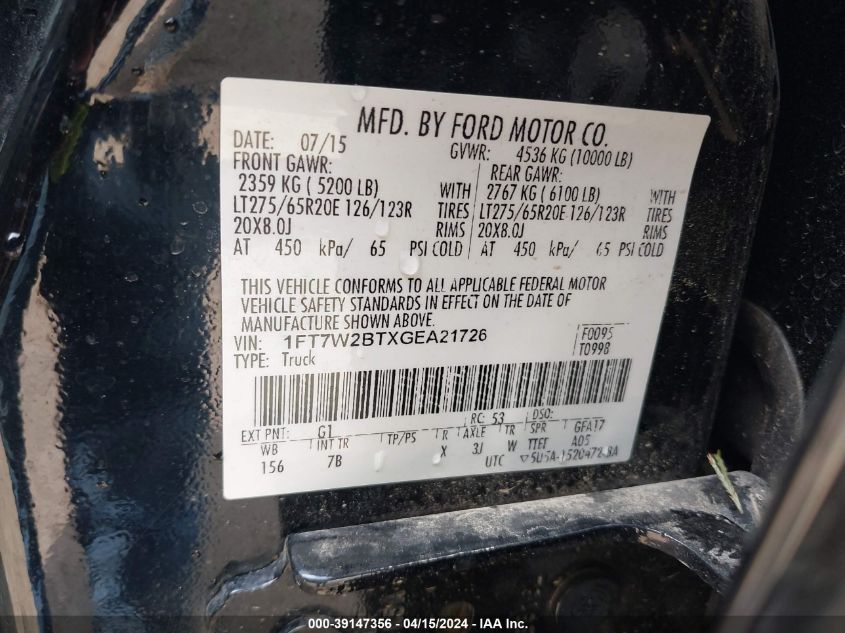 MFD. BY FORD MOTOR CO.
DATE: 07/15 GVWR: 4536 KG (10000 LB)
FRONT GAWR: REAR GAWR:
2359 KG ( 5200 LB) WITH 2767 KG ( 6100 LB) WITH
LT275/65R20E 126/123R TIRES LT275/65R20E 126/123R TIRES
20X8.0J RIMS 20X8.0J RIMS
AT 450 kPa/ 65 PSI COLD AT 450 kPa/ 65 PSI COLD
THIS VEHICLE CONFORMS TO ALL APPLICABLE FEDERAL MOTOR
VEHICLE SAFETY STANDARDS IN EFFECT ON THE DATE OF
MANUFACTURE SHOWN ABOVE.
VIN: 1FT7W2BTXGEA21726 F0095
TYPE: Truck T0998
RC: 53 DSO:
EXT PNT: G1
WB INT TR TP/PS R AXLE TR SPR GFA17
156 7B X 3J W TTFF A05
UTC
00-39147356 - 04/15/2024 - IAA Inc.